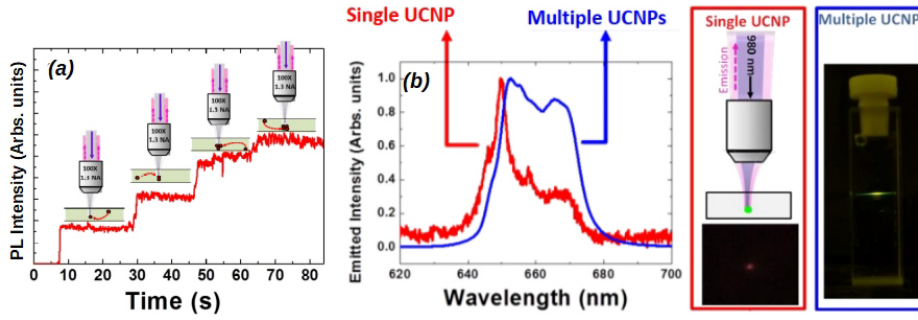 (a)
PL Intensity (Arbs. units)
100X
1.3 NA
100X
1.3 NA
100X
1.3 NA
100X
1.3 NA
0 10 20 30 40 50 60 70 80
Time (s)
Single UCNP
Multiple UCNPs
(b)
Emitted Intensity (Arbs. units)
1.0
0.8
0.6
0.4
0.2
0.0
620 640 660 680 700
Wavelength (nm)
Single UCNP
Emission
980 nm
Multiple UCNPs